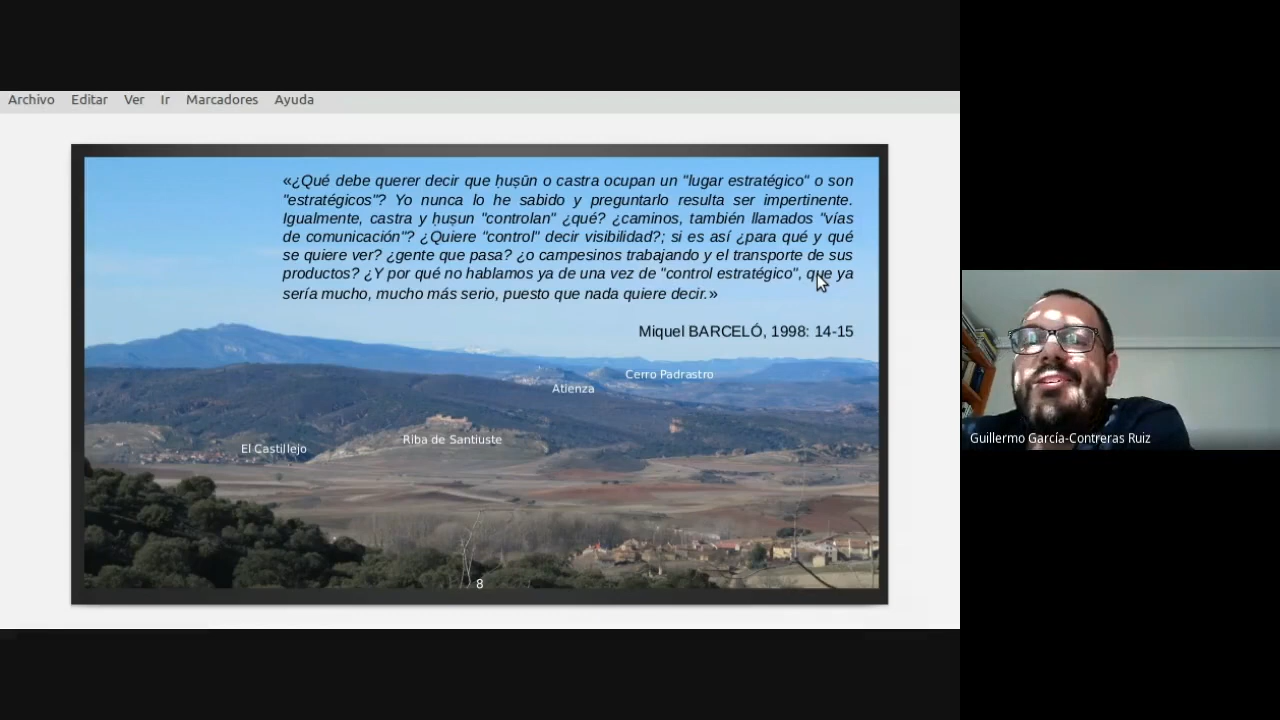 Archivo Editar Ver Ir Marcadores Ayuda
«¿Qué debe querer decir que ḥuṣūn o castra ocupan un "lugar estratégico" o son
"estratégicos"? Yo nunca lo he sabido y preguntarlo resulta ser impertinente.
Igualmente, castra y ḥuṣun "controlan" ¿qué? ¿caminos, también llamados "vías
de comunicación"? ¿Quiere "control" decir visibilidad?; si es así ¿para qué y qué
se quiere ver? ¿gente que pasa? ¿o campesinos trabajando y el transporte de sus
productos? ¿Y por qué no hablamos ya de una vez de "control estratégico", que ya
sería mucho, mucho más serio, puesto que nada quiere decir.»
Miquel BARCELÓ, 1998: 14-15
Cerro Padrastro
Atienza
Riba de Santiuste
El Castillejo
8
Guillermo García-Contreras Ruiz